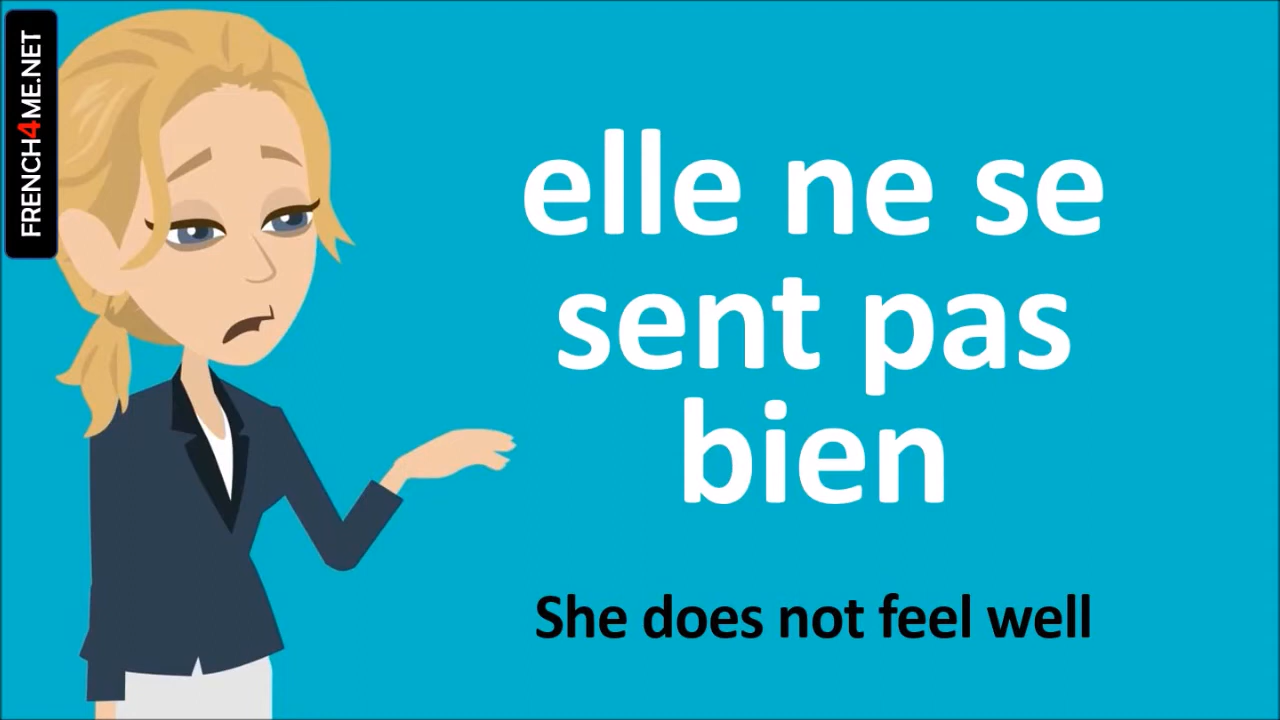 FRENCH4ME.NET
elle ne se
sent pas
bien
She does not feel well